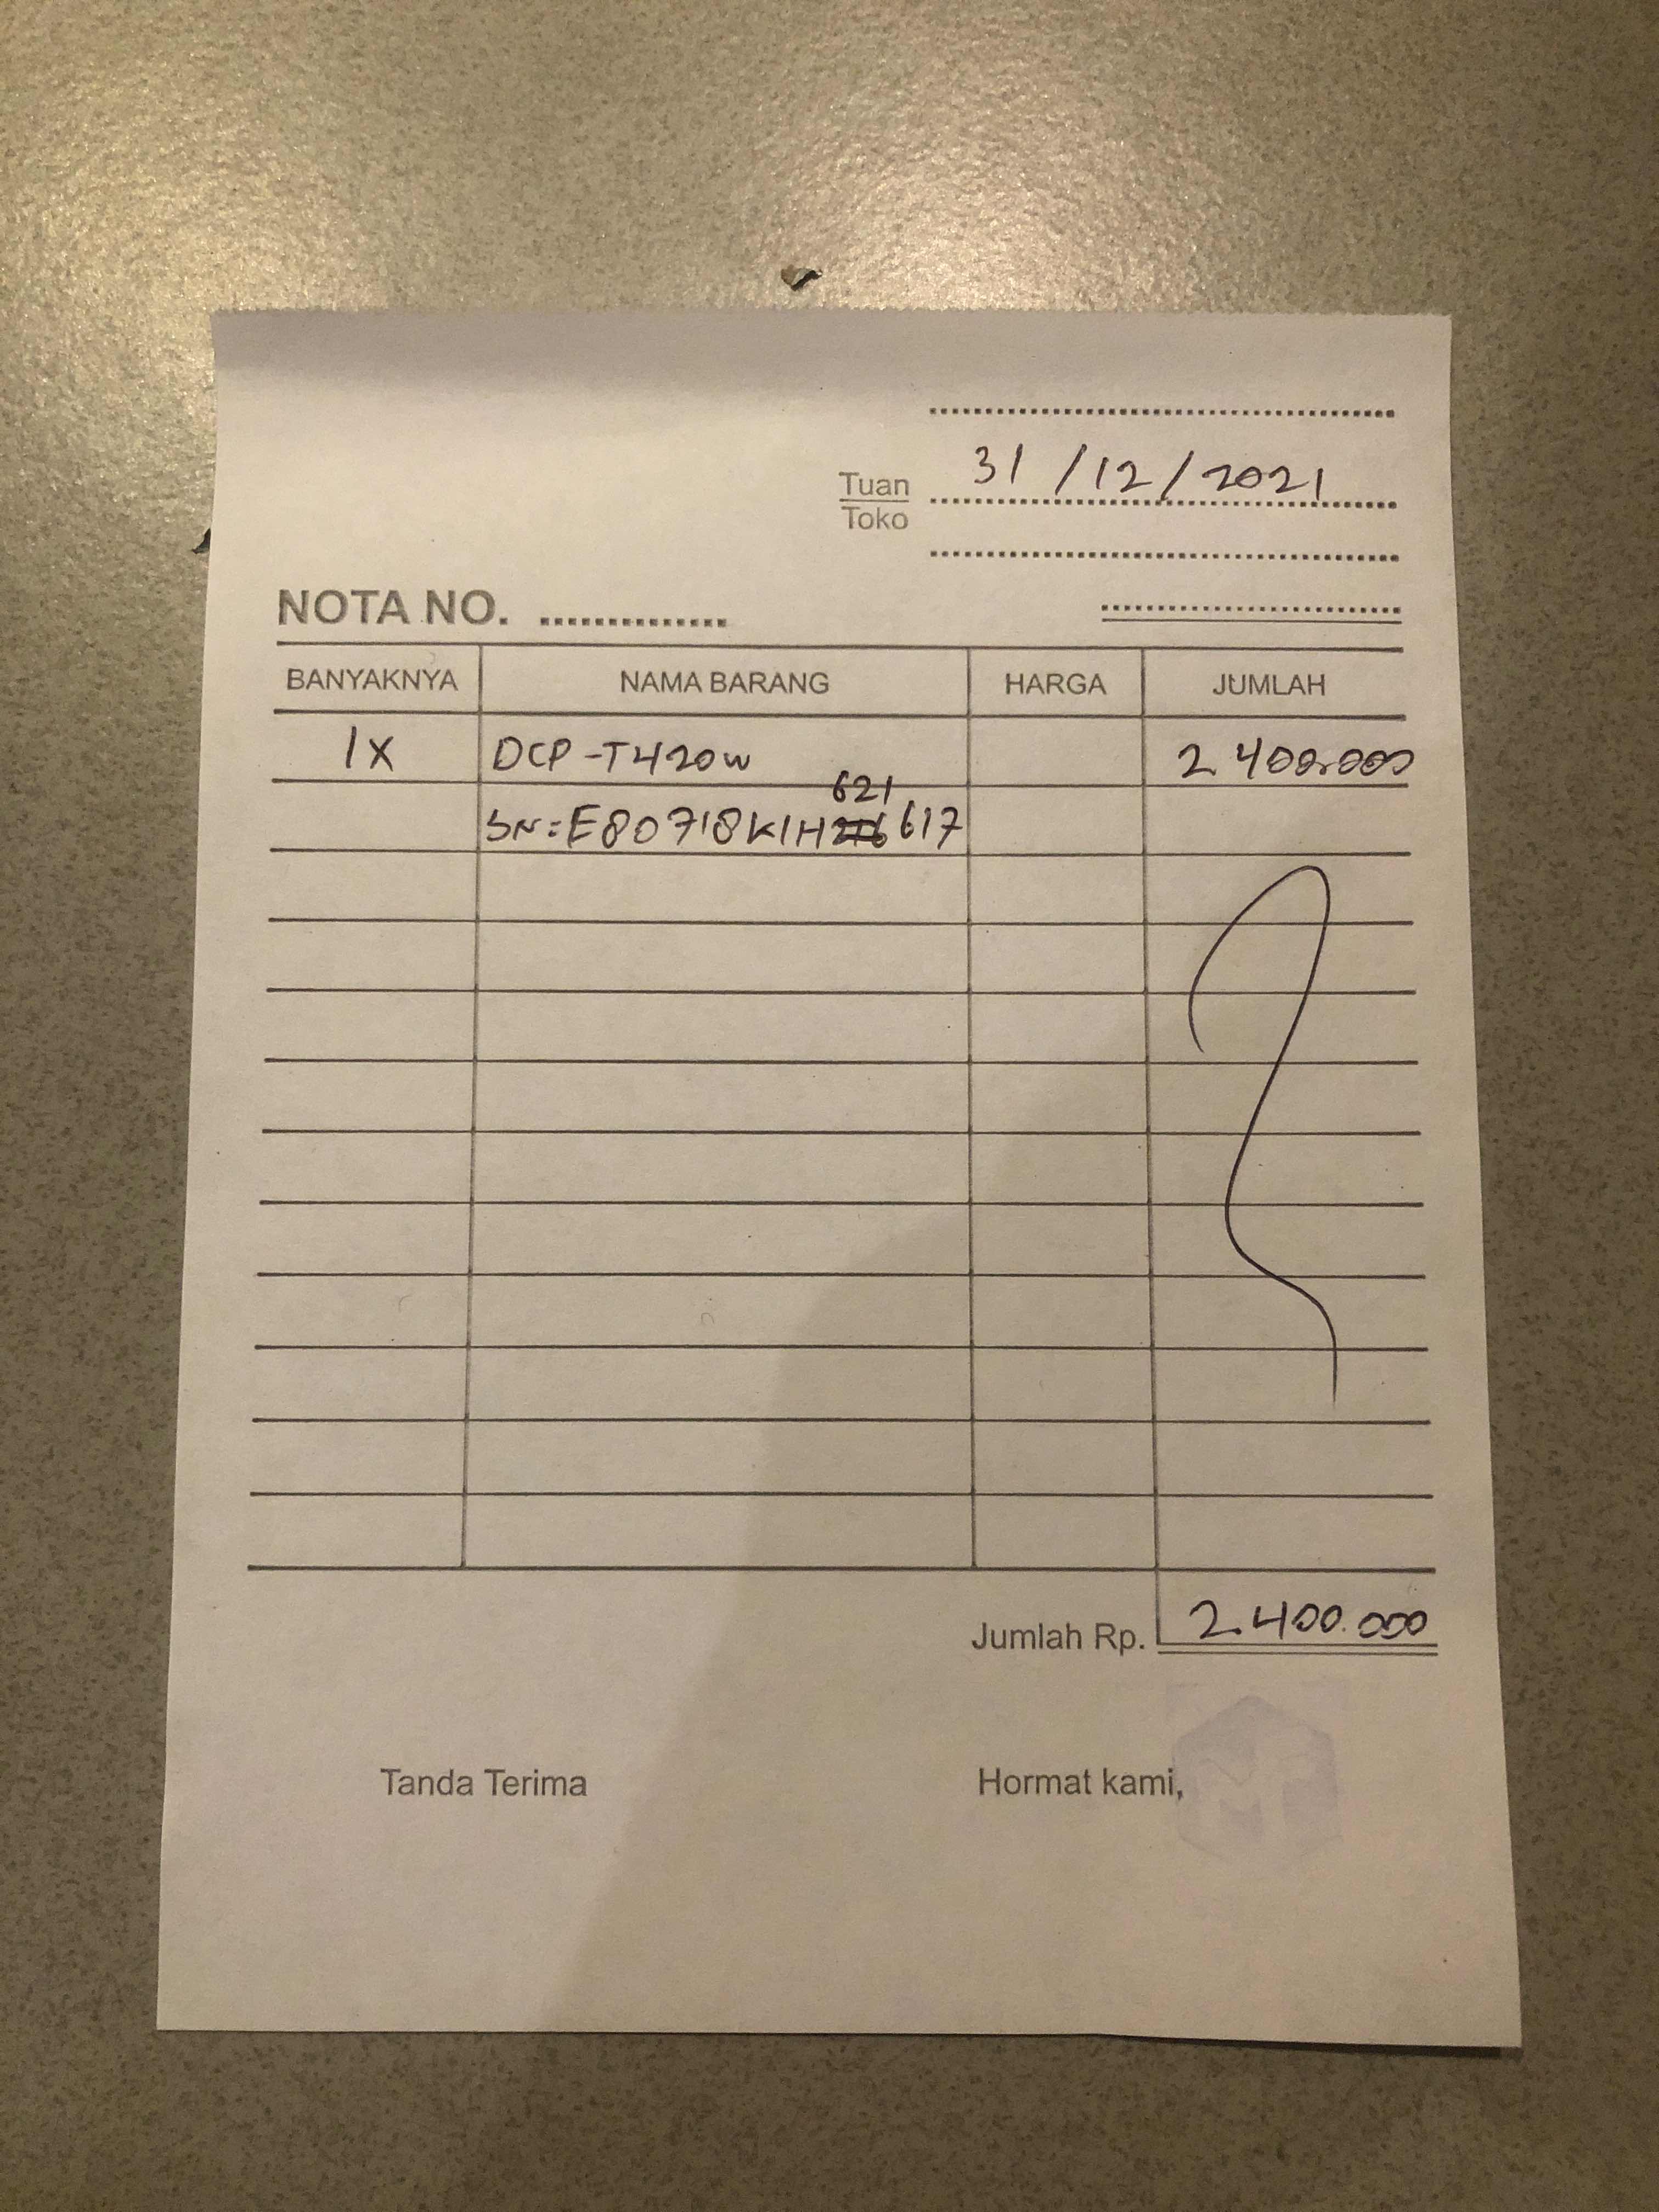 31/12/2021
Tuan
Toko
NOTA NO.
BANYAKNYA NAMA BARANG HARGA JUMLAH
1X DCP-T420W 2.400.000
621
SN=E80718K1H 617
Jumlah Rp. 2.400.000
Tanda Terima Hormat kami,